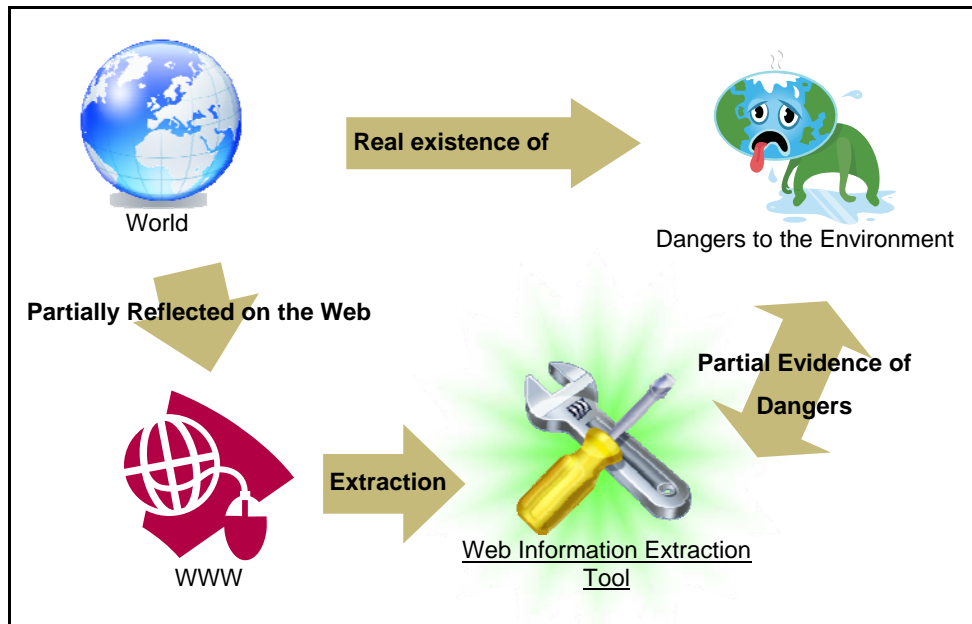 Real existence of
World
Dangers to the Environment
Partially Reflected on the Web
Partial Evidence of
Dangers
Extraction
Web Information Extraction
Tool
WWW